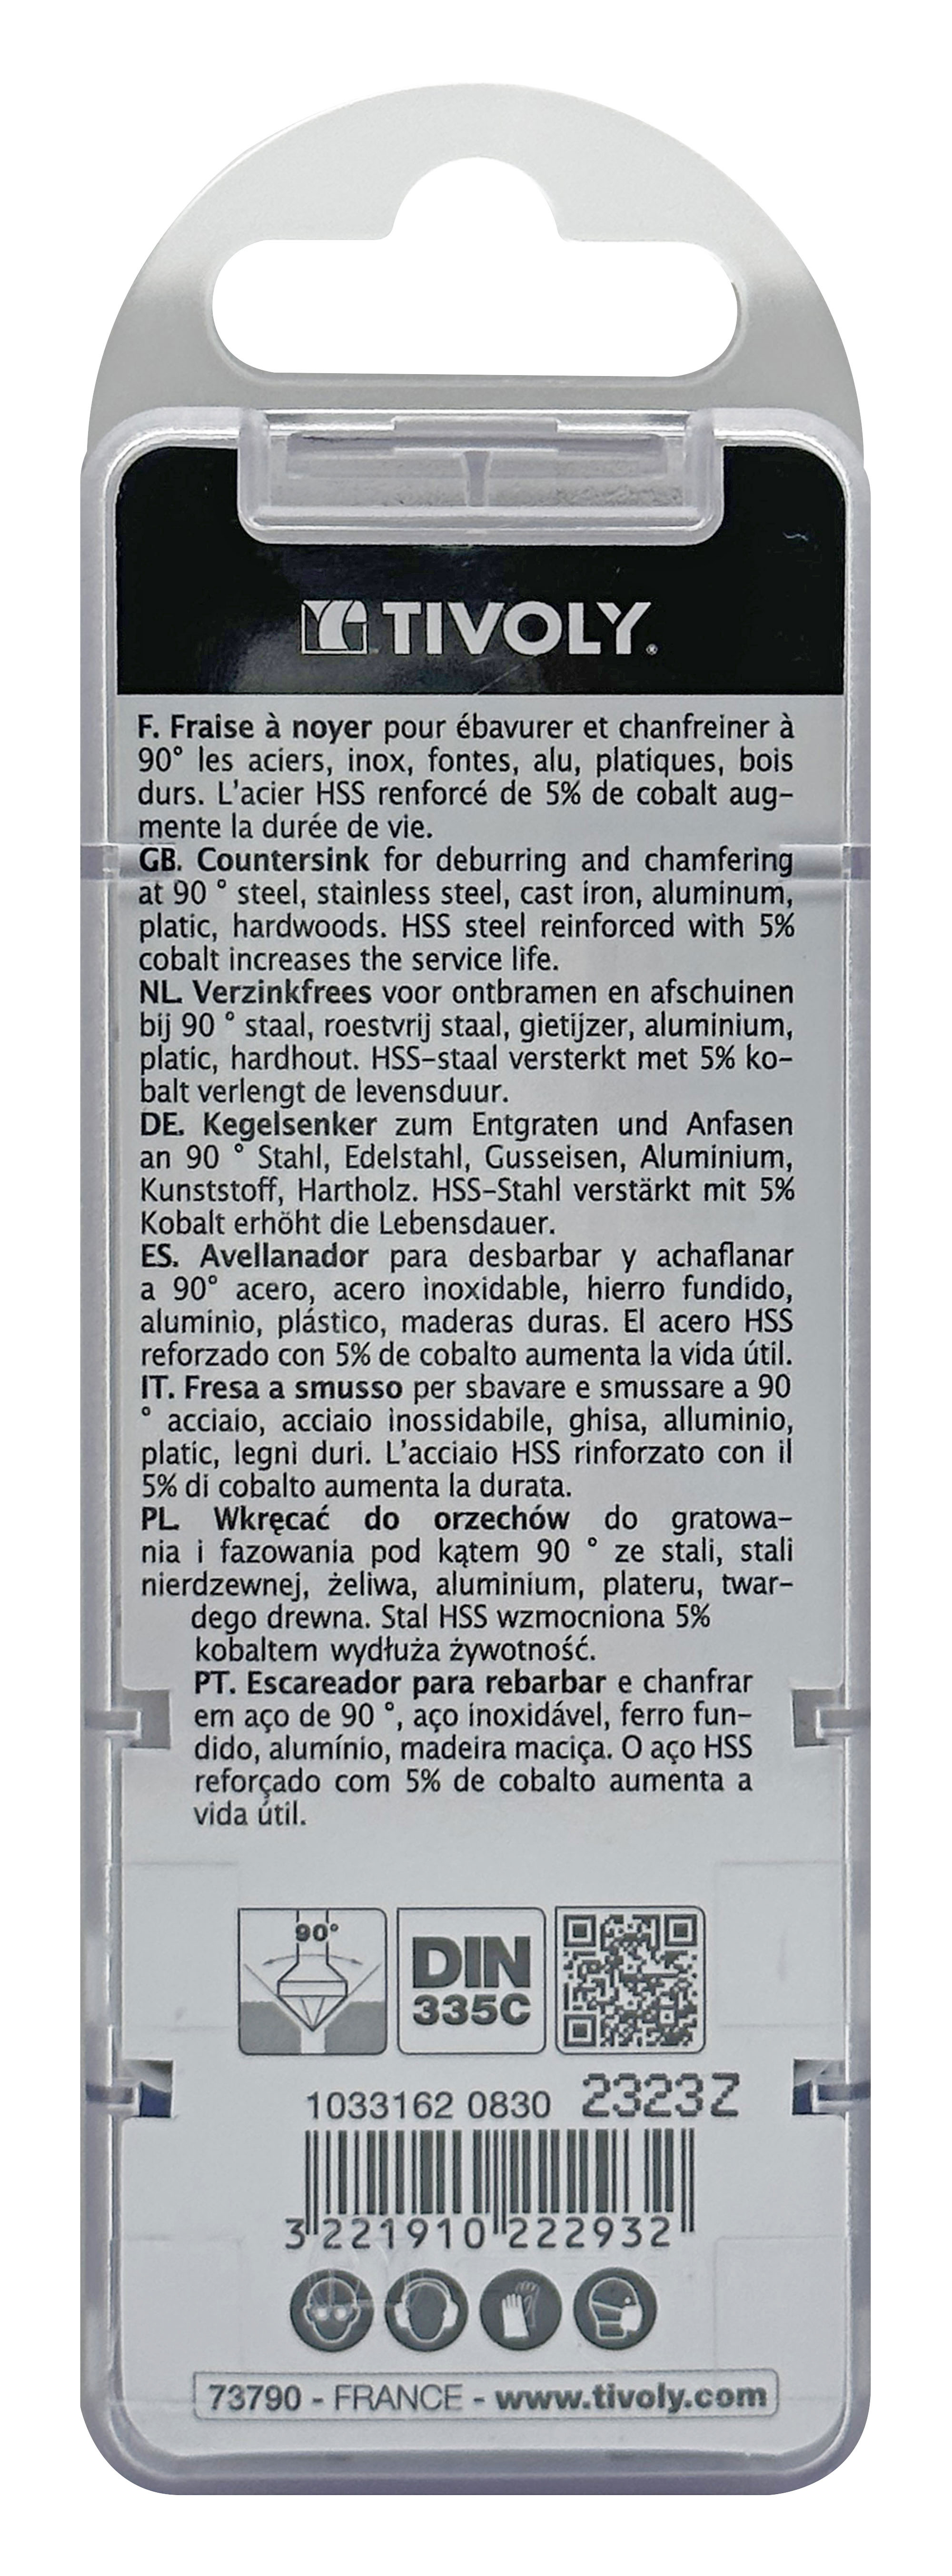 TIVOLY®
F. Fraise à noyer pour ébavurer et chanfreiner à
90° les aciers, inox, fontes, alu, platiques, bois
durs. L'acier HSS renforcé de 5% de cobalt aug-
mente la durée de vie.
GB. Countersink for deburring and chamfering
at 90 ° steel, stainless steel, cast iron, aluminum,
platic, hardwoods. HSS steel reinforced with 5%
cobalt increases the service life.
NL. Verzinkfrees voor ontbramen en afschuinen
bij 90 ° staal, roestvrij staal, gietijzer, aluminium,
platic, hardhout. HSS-staal versterkt met 5% ko-
balt verlengt de levensduur.
DE. Kegelsenker zum Entgraten und Anfasen
an 90 ° Stahl, Edelstahl, Gusseisen, Aluminium,
Kunststoff, Hartholz. HSS-Stahl verstärkt mit 5%
Kobalt erhöht die Lebensdauer.
ES. Avellanador para desbarbar y achaflanar
a 90° acero, acero inoxidable, hierro fundido,
aluminio, plástico, maderas duras. El acero HSS
reforzado con 5% de cobalto aumenta la vida útil.
IT. Fresa a smusso per sbavare e smussare a 90
° acciaio, acciaio inossidabile, ghisa, alluminio,
platic, legni duri. L'acciaio HSS rinforzato con il
5% di cobalto aumenta la durata.
PL. Wkręcać do orzechów do gratowa-
nia i fazowania pod kątem 90 ° ze stali, stali
nierdzewnej, żeliwa, aluminium, plateru, twar-
dego drewna. Stal HSS wzmocniona 5%
kobaltem wydłuża żywotność.
PT. Escareador para rebarbar e chanfrar
em aço de 90 °, aço inoxidável, ferro fun-
dido, alumínio, madeira maciça. O aço HSS
reforçado com 5% de cobalto aumenta a
vida útil.
90°
DIN
335C
1033162 0830 2323Z
3 221910 222932
73790 - FRANCE - www.tivoly.com